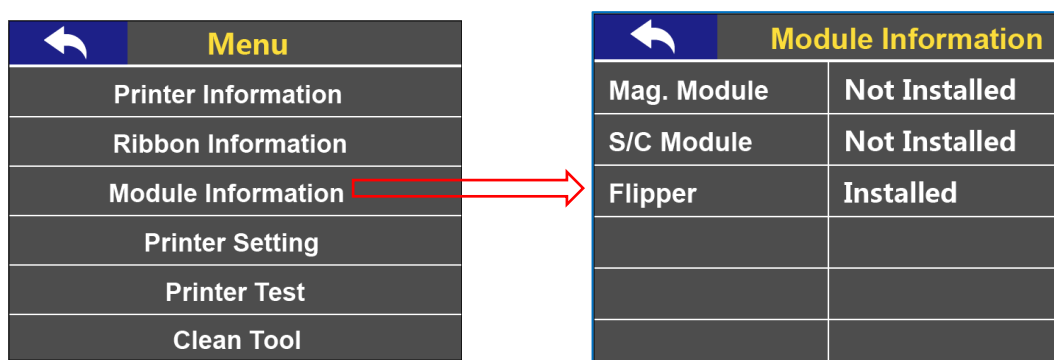 Menu
Printer Information
Ribbon Information
Module Information
Printer Setting
Printer Test
Clean Tool
Module Information
Mag. Module Not Installed
S/C Module Not Installed
Flipper Installed